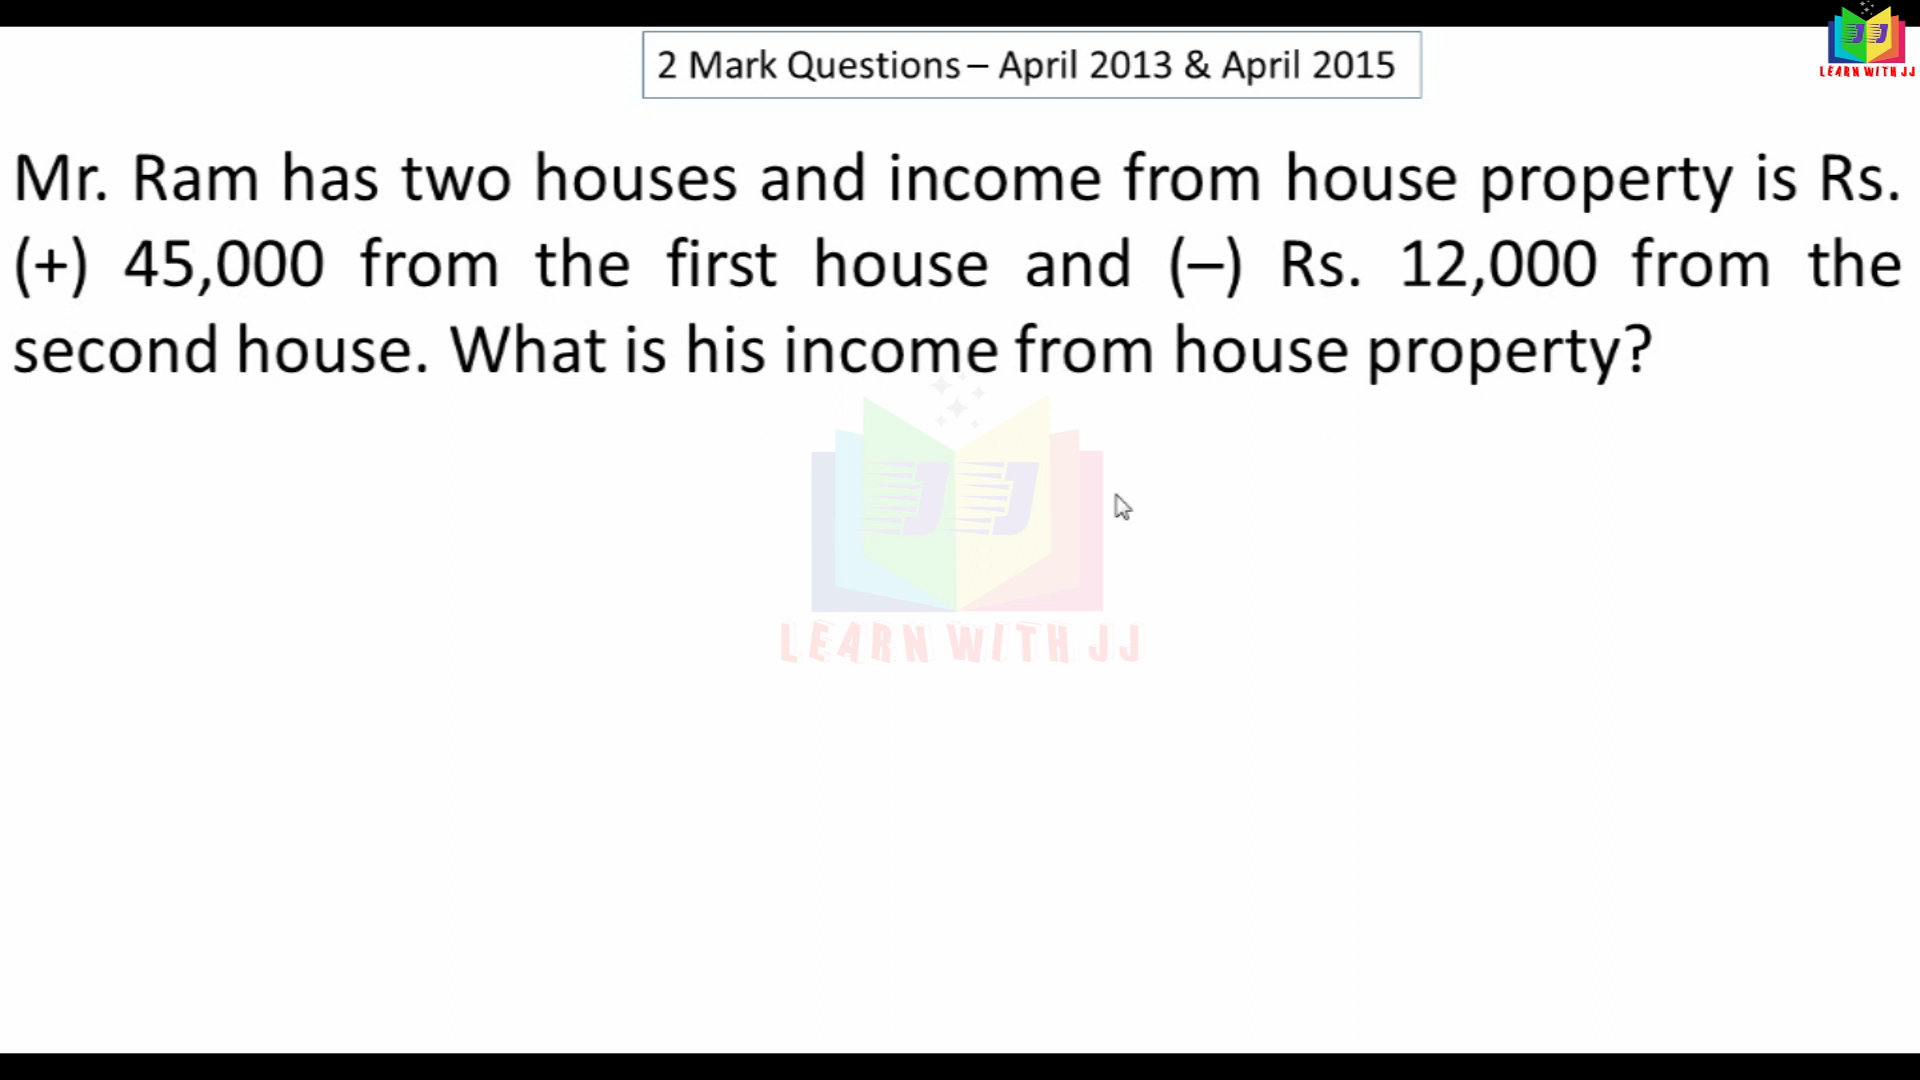 2 Mark Questions – April 2013 & April 2015
LEARN WITH JJ
Mr. Ram has two houses and income from house property is Rs.
(+) 45,000 from the first house and (–) Rs. 12,000 from the
second house. What is his income from house property?
JJ
LEARN WITH JJ